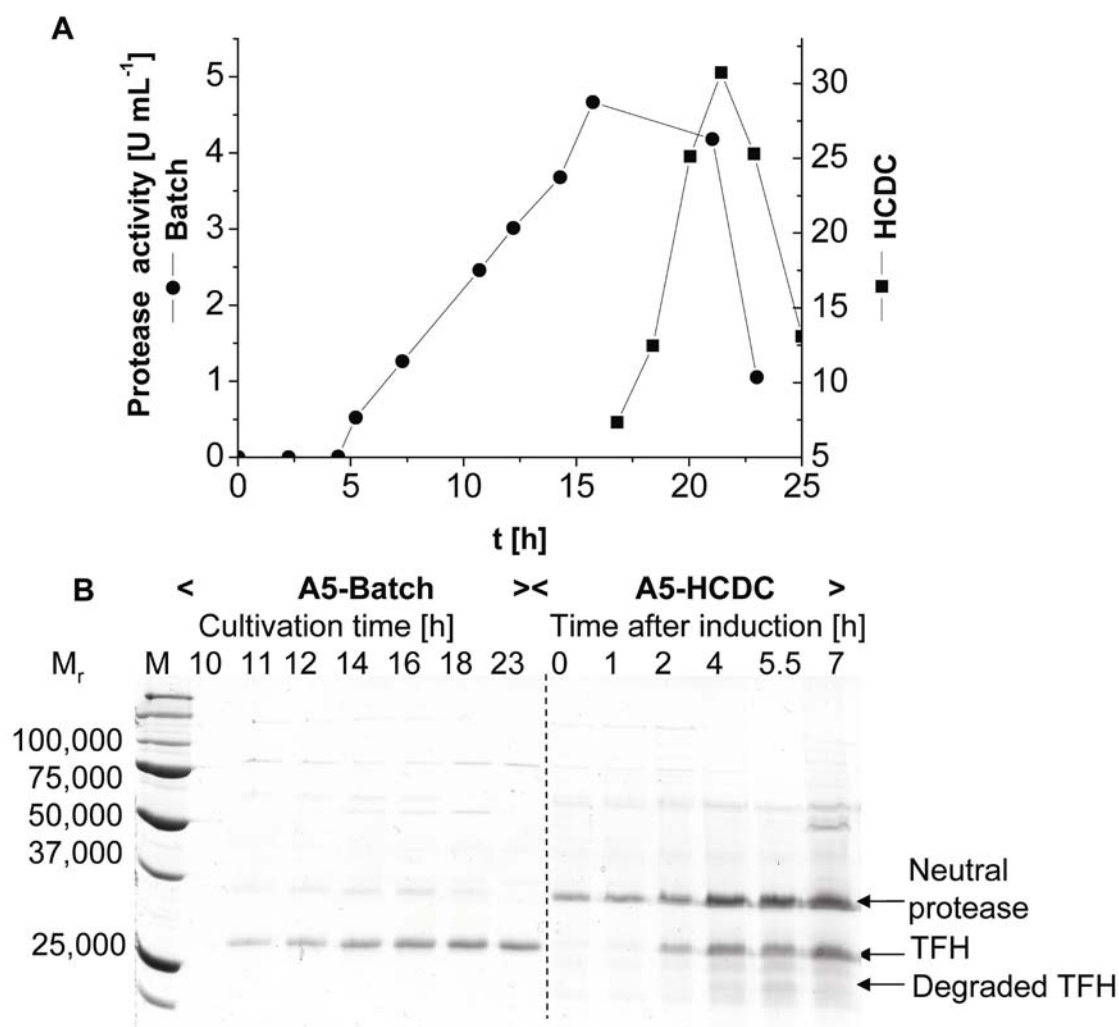 A
Protease activity [U mL⁻¹]
Batch
5
4
3
2
1
0
30
25
20
15
10
5
HCDC
0 5 10 15 20 25
t [h]
B < A5-Batch >< A5-HCDC >
Cultivation time [h] Time after induction [h]
Mr M 10 11 12 14 16 18 23 0 1 2 4 5.5 7
100,000
75,000
50,000
37,000
25,000
Neutral
protease
TFH
Degraded TFH